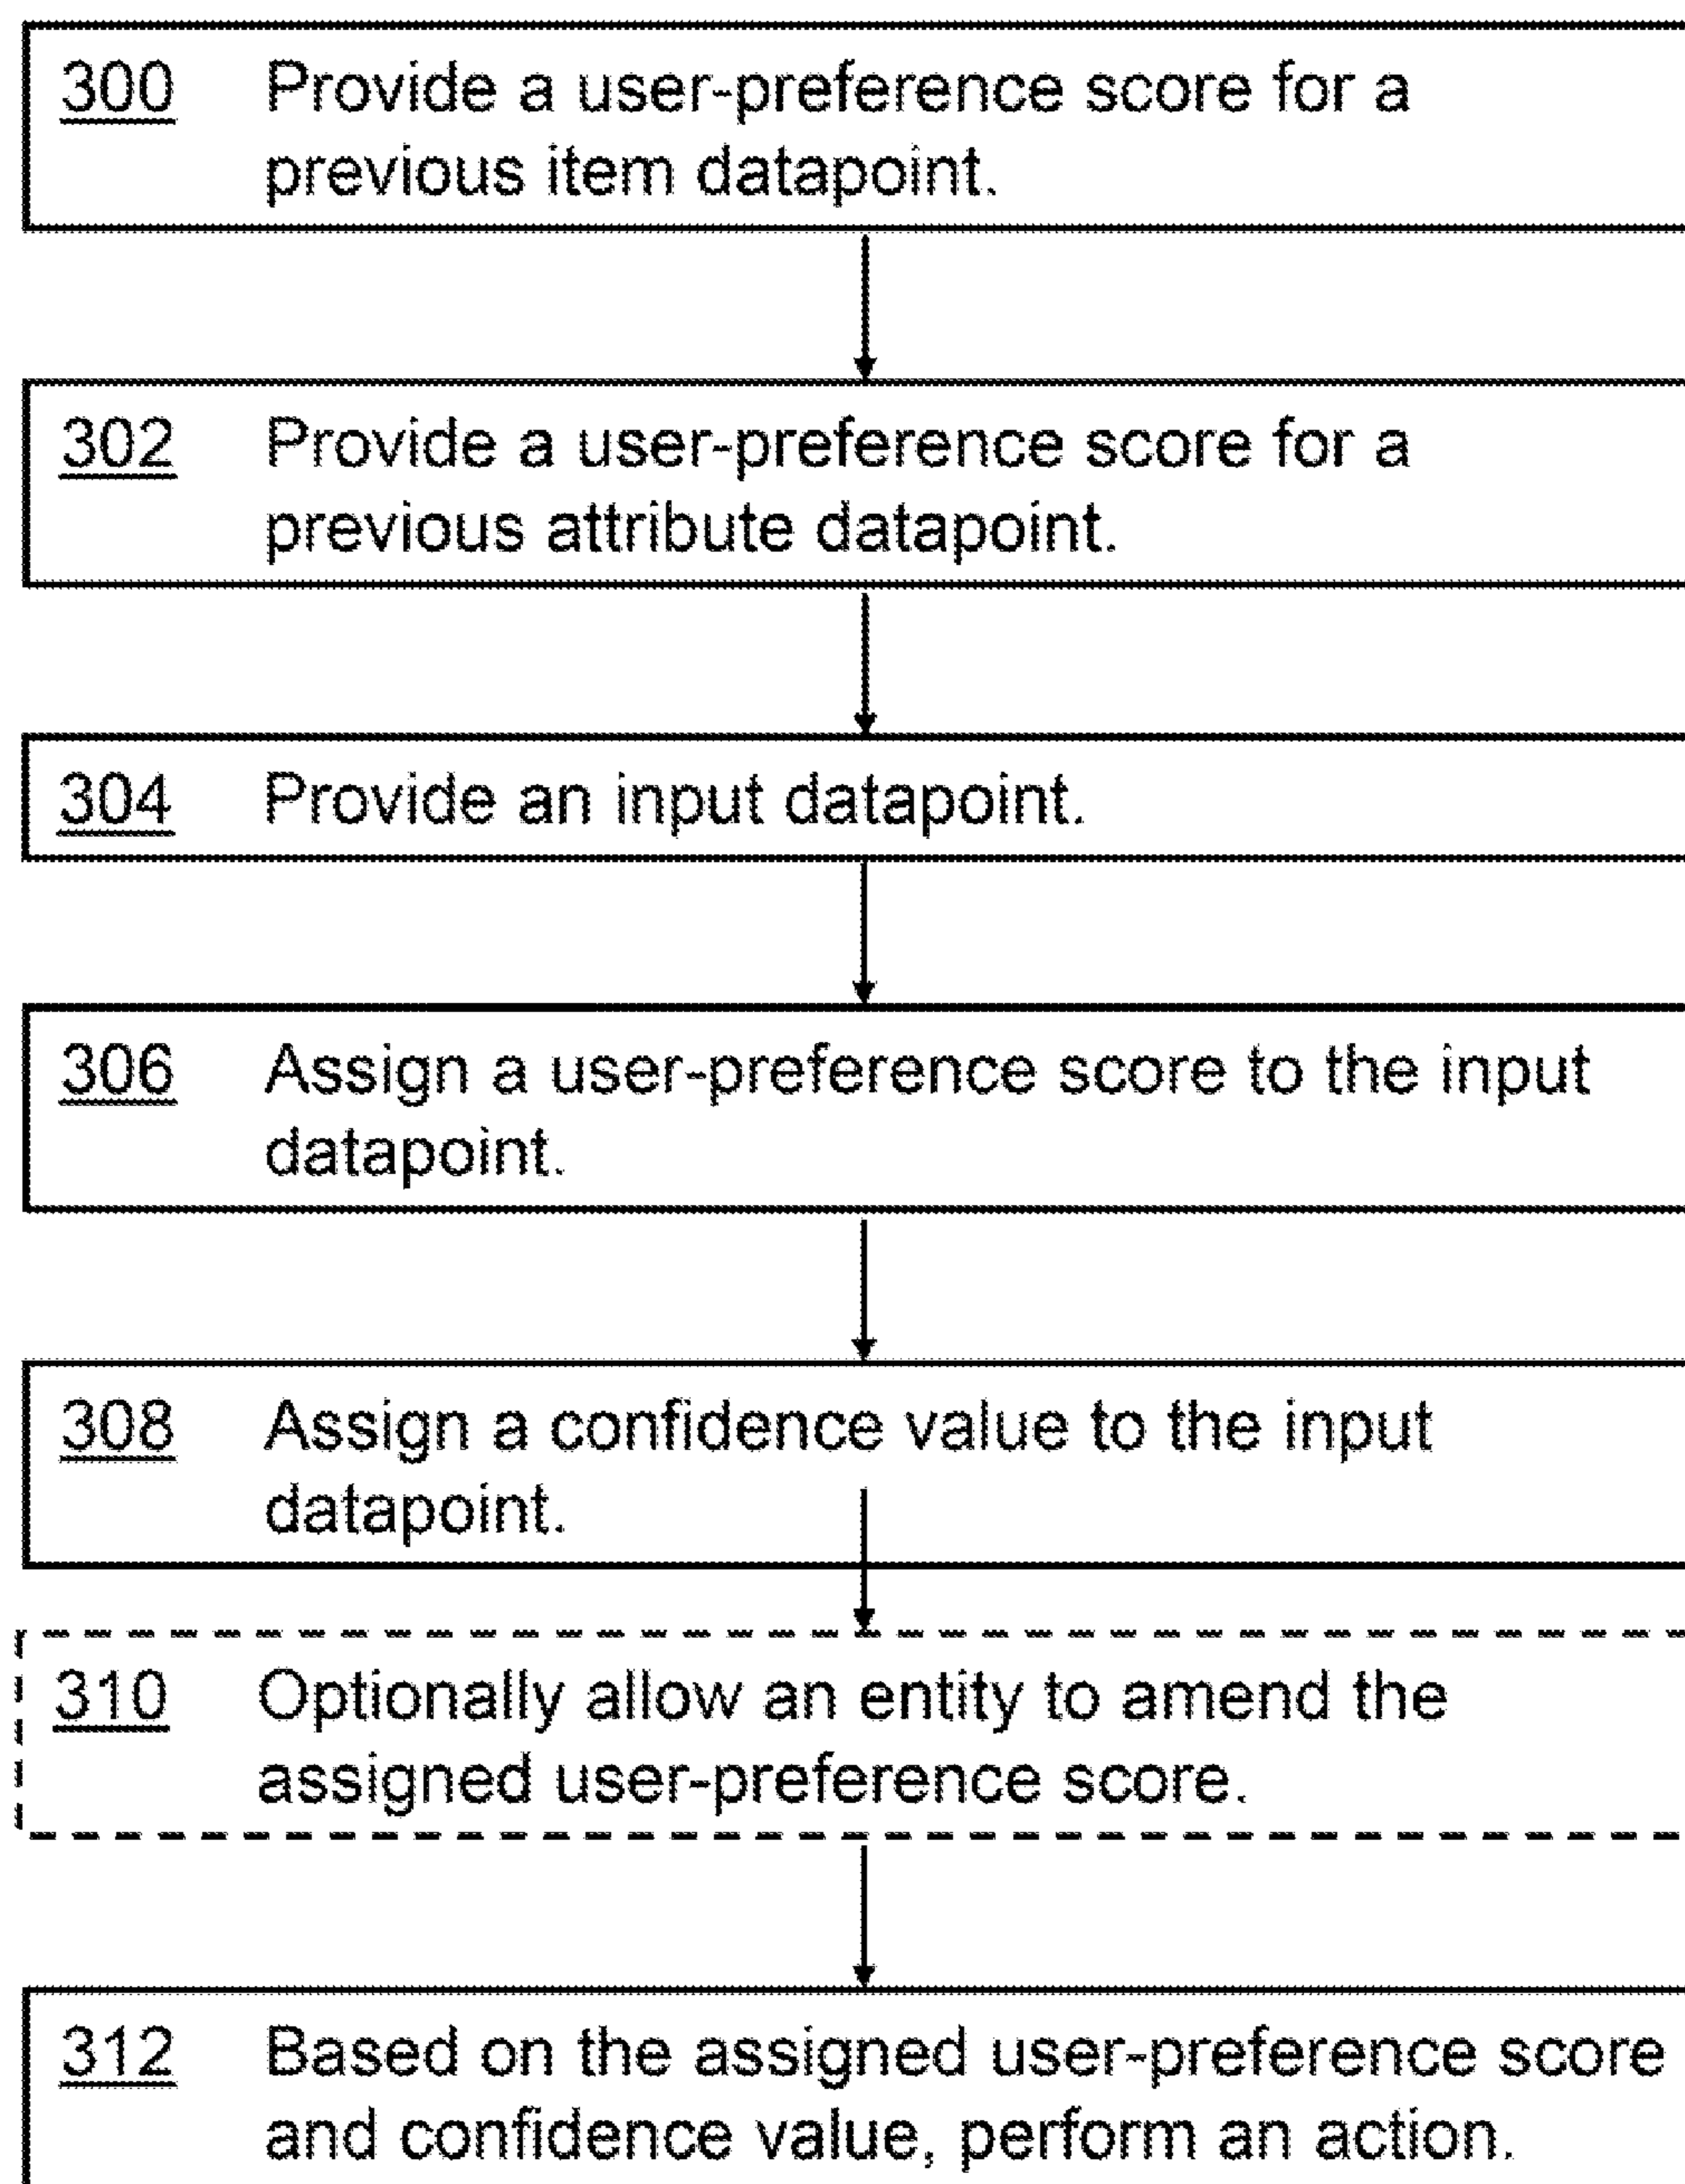 300 Provide a user-preference score for a
previous item datapoint.
302 Provide a user-preference score for a
previous attribute datapoint.
304 Provide an input datapoint.
306 Assign a user-preference score to the input
datapoint.
308 Assign a confidence value to the input
datapoint.
310 Optionally allow an entity to amend the
assigned user-preference score.
312 Based on the assigned user-preference score
and confidence value, perform an action.